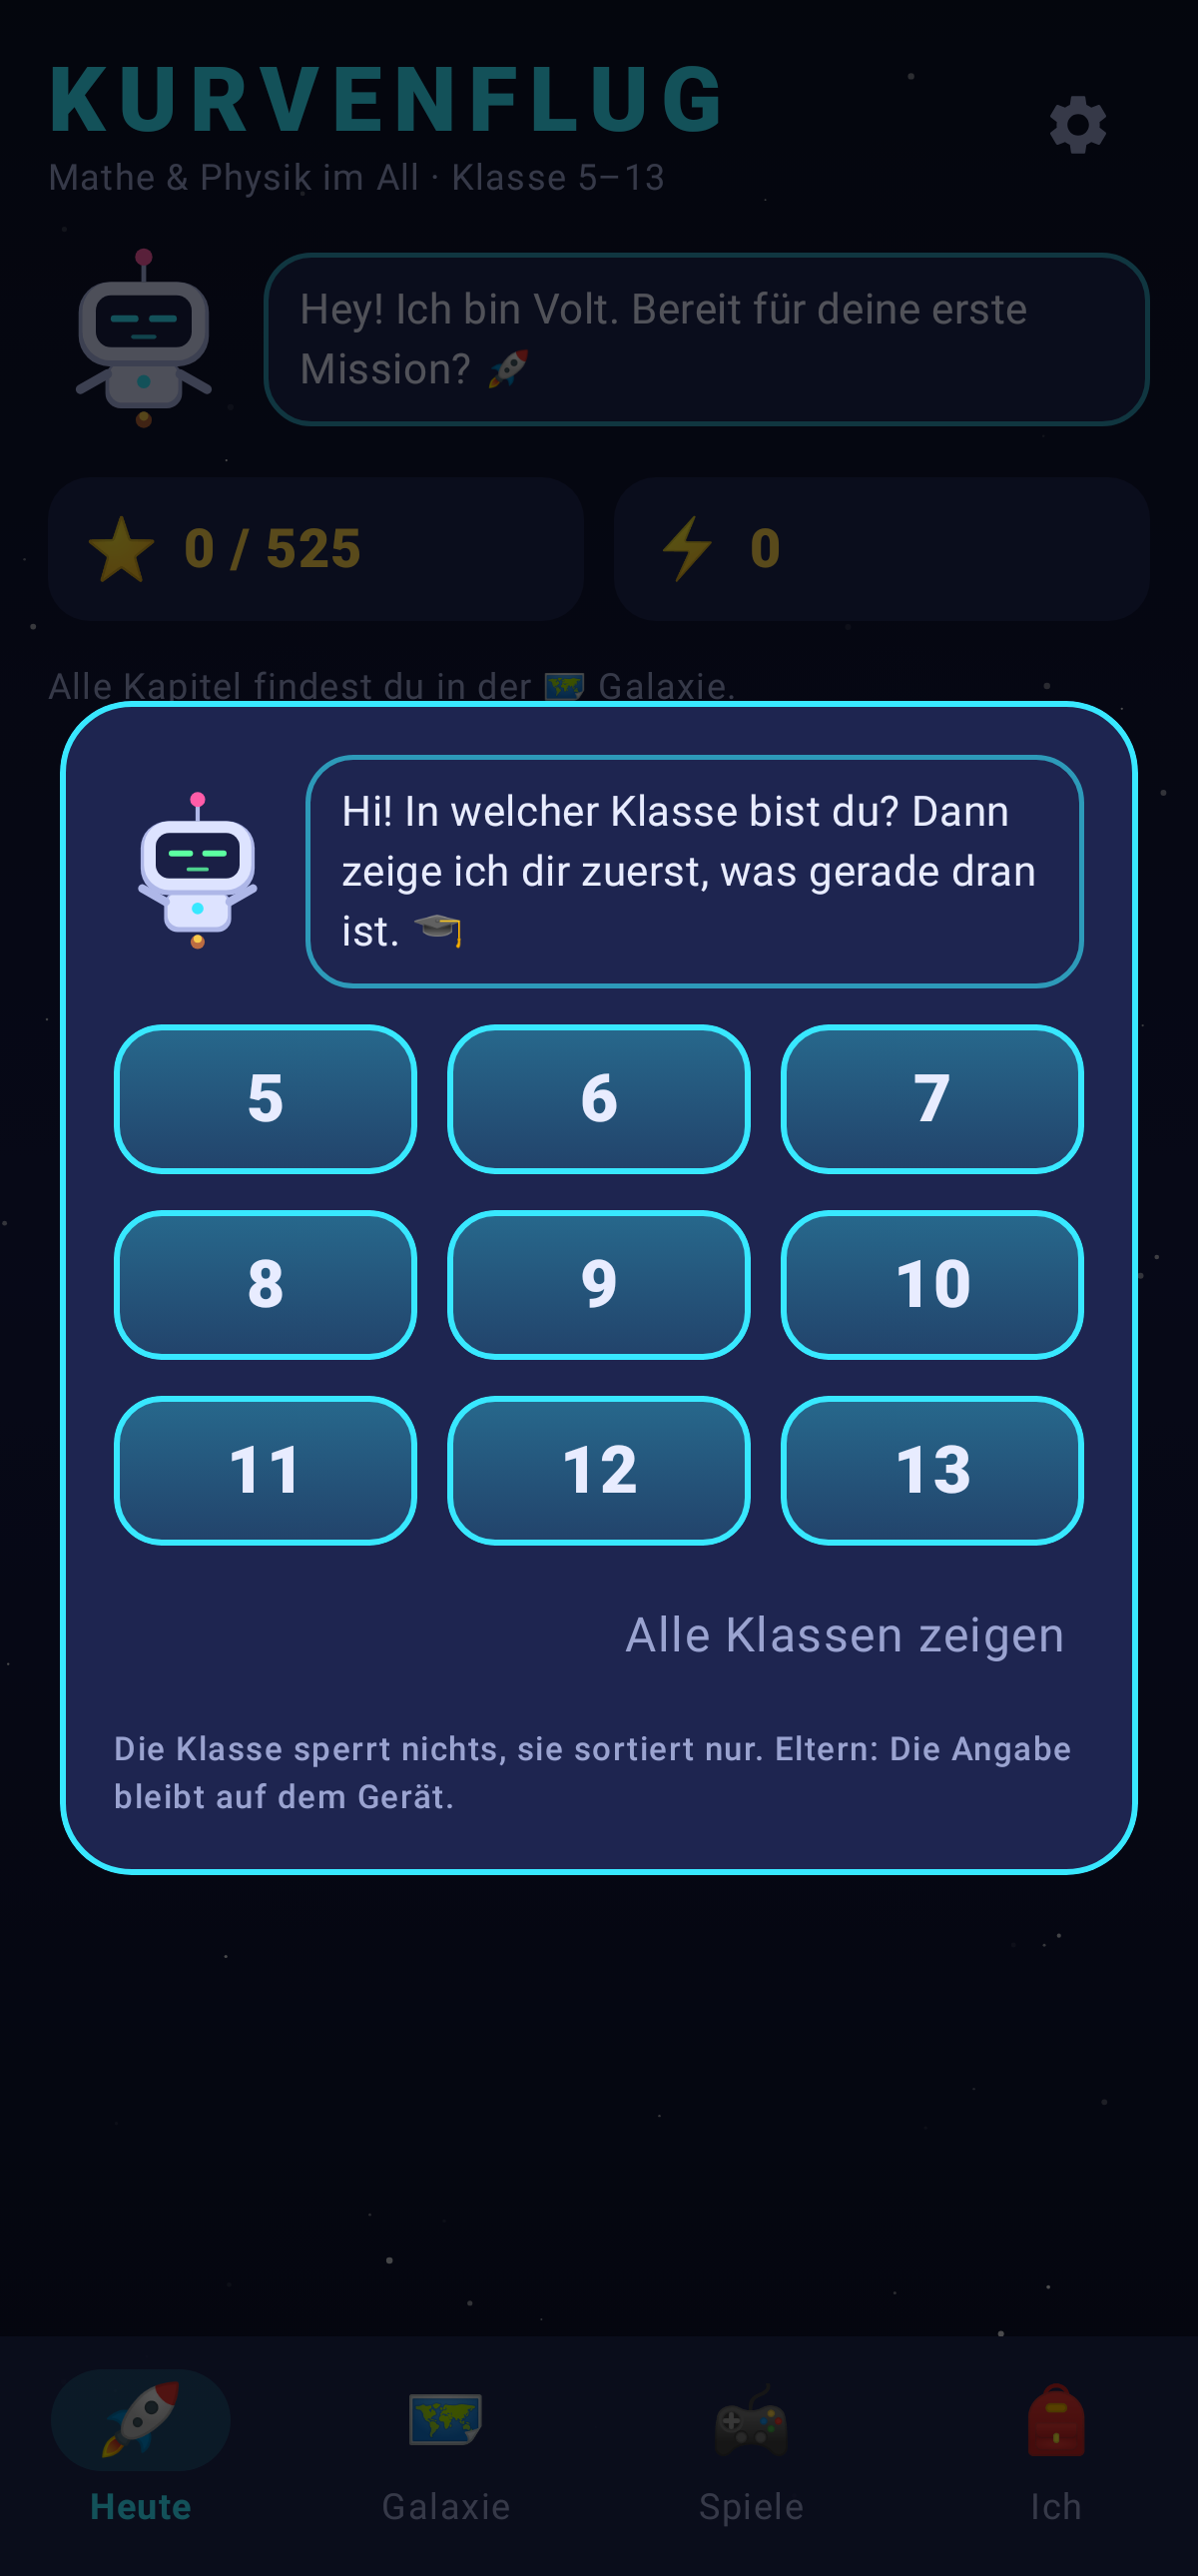 KURVENFLUG
Mathe & Physik im All · Klasse 5–13
Hey! Ich bin Volt. Bereit für deine erste
Mission? 🚀
0 / 525
0
Alle Kapitel findest du in der 🗺️ Galaxie.
Hi! In welcher Klasse bist du? Dann
zeige ich dir zuerst, was gerade dran
ist. 🎓
5
6
7
8
9
10
11
12
13
Alle Klassen zeigen
Die Klasse sperrt nichts, sie sortiert nur. Eltern: Die Angabe
bleibt auf dem Gerät.
Heute
Galaxie
Spiele
Ich